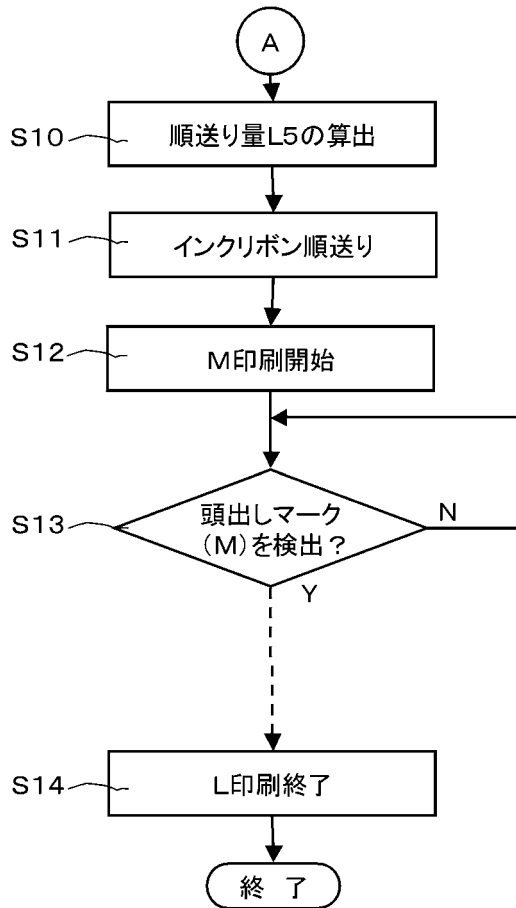 A
S10
順送り量L5の算出
S11
インクリボン順送り
S12
M印刷開始
S13
頭出しマーク
(M)を検出?
N
Y
S14
L印刷終了
終 了